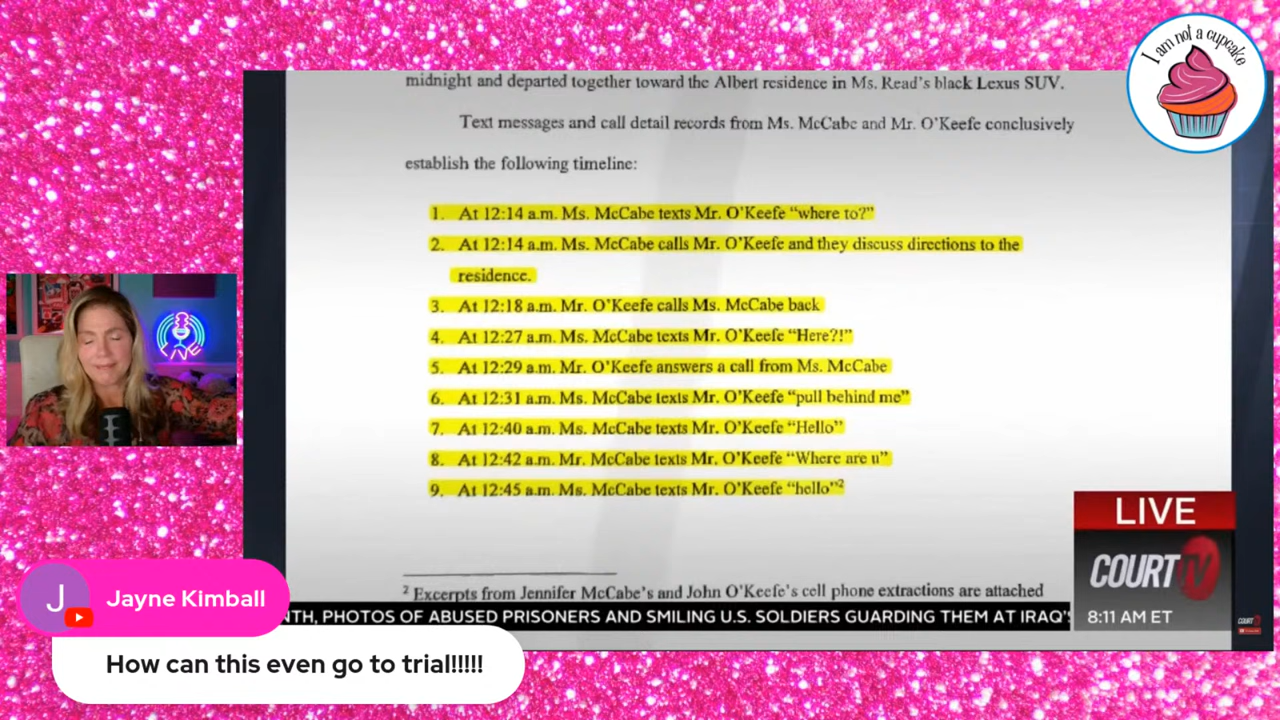 I am not a cupcake
midnight and departed together toward the Albert residence in Ms. Read's black Lexus SUV.
Text messages and call detail records from Ms. McCabe and Mr. O'Keefe conclusively
establish the following timeline:
1. At 12:14 a.m. Ms. McCabe texts Mr. O'Keefe “where to?”
2. At 12:14 a.m. Ms. McCabe calls Mr. O'Keefe and they discuss directions to the
residence.
3. At 12:18 a.m. Mr. O'Keefe calls Ms. McCabe back
4. At 12:27 a.m. Ms. McCabe texts Mr. O'Keefe “Here?!”
5. At 12:29 a.m. Mr. O'Keefe answers a call from Ms. McCabe
6. At 12:31 a.m. Ms. McCabe texts Mr. O'Keefe “pull behind me”
7. At 12:40 a.m. Ms. McCabe texts Mr. O'Keefe “Hello”
8. At 12:42 a.m. Mr. McCabe texts Mr. O'Keefe “Where are u”
9. At 12:45 a.m. Ms. McCabe texts Mr. O'Keefe “hello”2
2 Excerpts from Jennifer McCabe's and John O'Keefe's cell phone extractions are attached
LIVE
COURT TV
8:11 AM ET
NTH, PHOTOS OF ABUSED PRISONERS AND SMILING U.S. SOLDIERS GUARDING THEM AT IRAQ'
J
Jayne Kimball
How can this even go to trial!!!!!